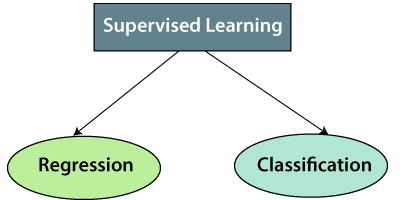 Supervised Learning
Regression
Classification